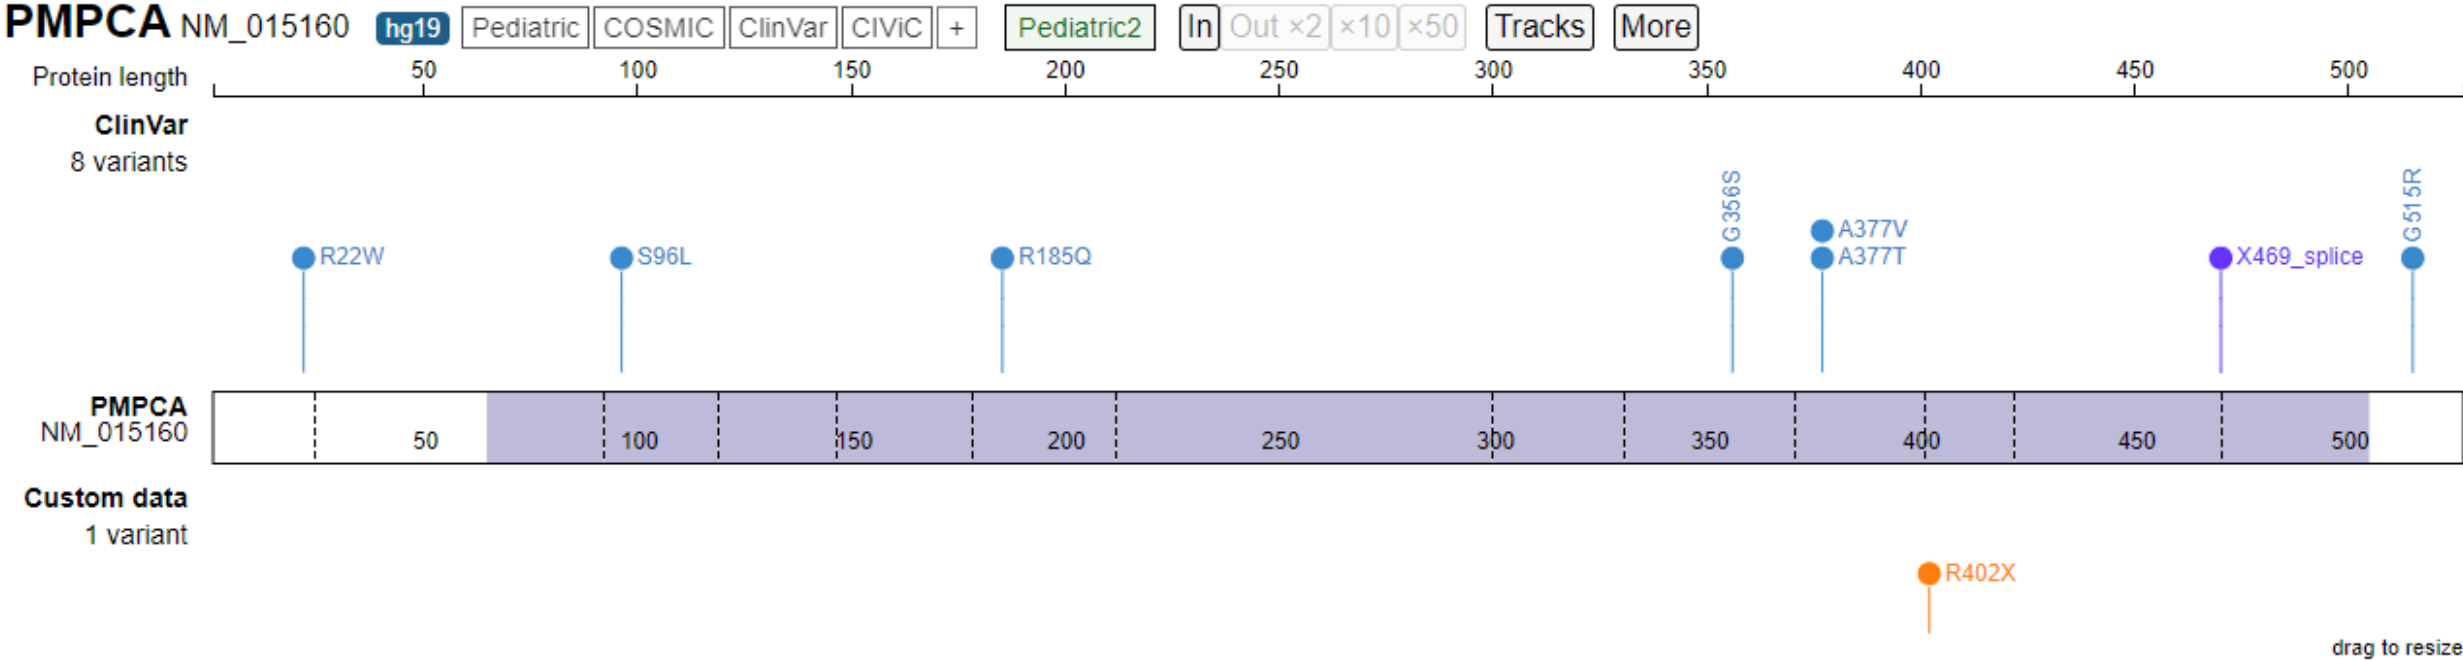 PMPCA NM_015160 hg19 Pediatric COSMIC ClinVar CIViC + Pediatric2 In Out ×2 ×10 ×50 Tracks More
Protein length 50 100 150 200 250 300 350 400 450 500
ClinVar
8 variants
G356S G515R
A377V
R22W S96L R185Q A377T X469_splice
PMPCA
NM_015160 50 100 150 200 250 300 350 400 450 500
Custom data
1 variant
R402X
drag to resize